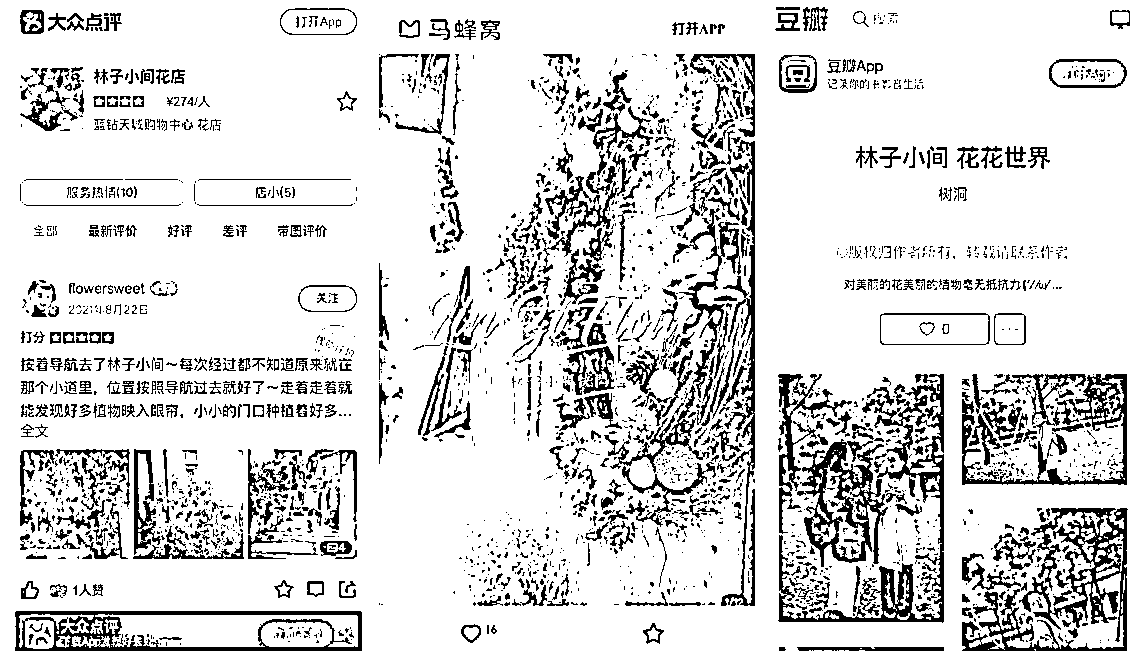 大众点评
打开App
林子小间花店
¥274/人
蓝钻天城购物中心 花店
服务热情(10)
店小(5)
全部 最新评价 好评 差评 带图评价
flowersweet
2021年8月22日
关注
打分
按着导航去了林子小间～每次经过都不知道原来就在
那个小道里，位置按照导航过去就好了～走着走着就
能发现好多植物映入眼帘，小小的门口种植着好多...
全文
1人赞
大众点评
马蜂窝
打开APP
16
豆瓣
搜索
豆瓣App
记录你的书影音生活
林子小间 花花世界
树洞
©版权归作者所有，转载请联系作者
对美丽的花美丽的植物毫无抵抗力
0